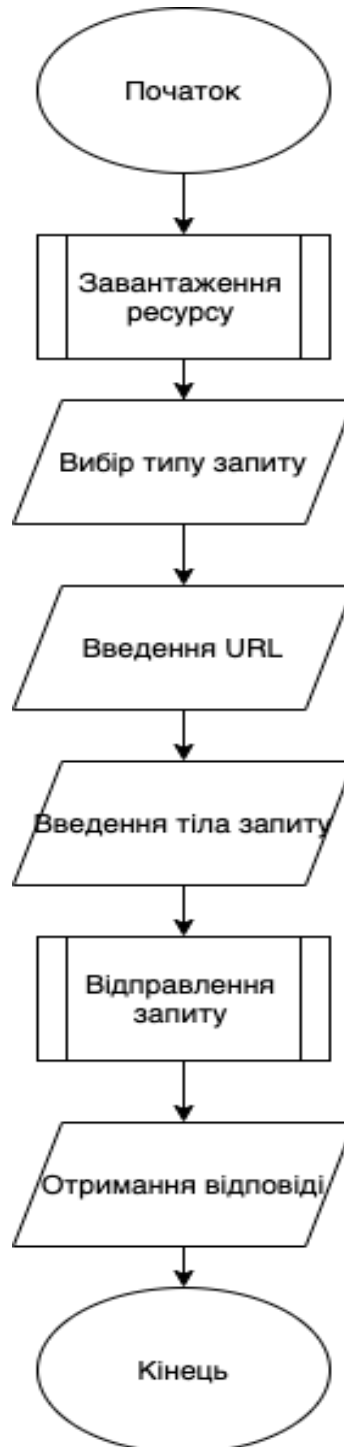 Початок
Завантаження
ресурсу
Вибір типу запиту
Введення URL
Введення тіла запиту
Відправлення
запиту
Отримання відповіді
Кінець